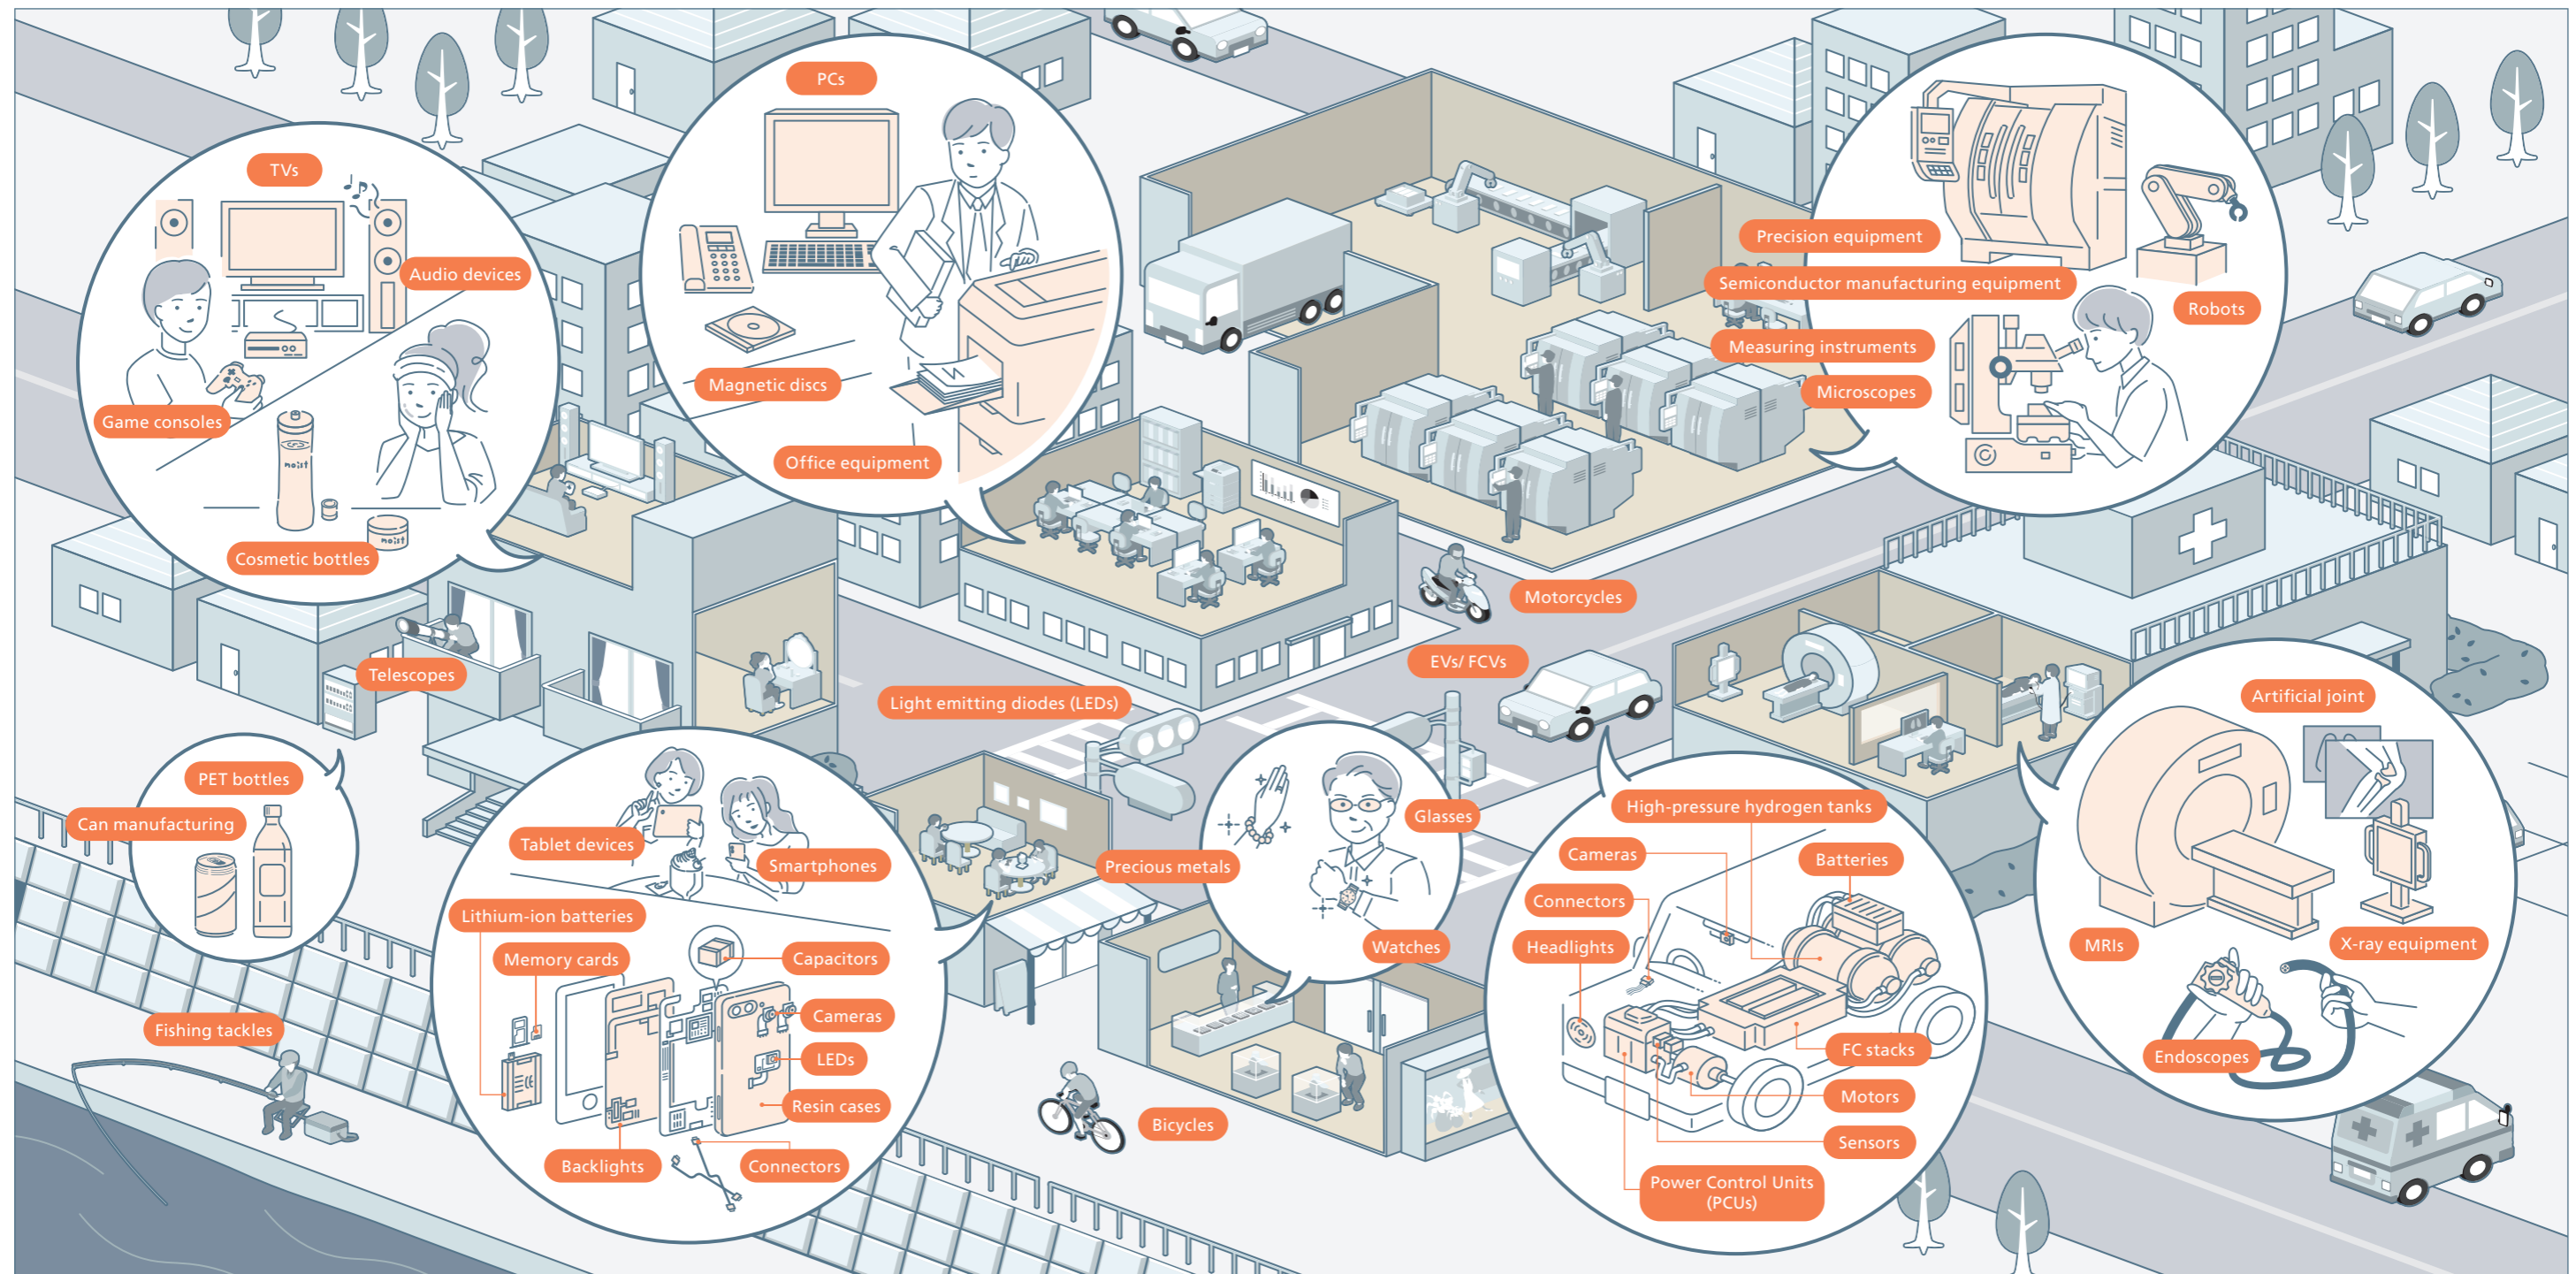 PCs
TVs
Audio devices
Game consoles
moist
moist
Cosmetic bottles
Magnetic discs
Office equipment
Precision equipment
Semiconductor manufacturing equipment
Robots
Measuring instruments
Microscopes
Motorcycles
EVs/ FCVs
Telescopes
Light emitting diodes (LEDs)
PET bottles
Can manufacturing
Fishing tackles
Tablet devices
Smartphones
Lithium-ion batteries
Memory cards
Capacitors
Cameras
LEDs
Resin cases
Backlights
Connectors
Glasses
Precious metals
Watches
Bicycles
High-pressure hydrogen tanks
Cameras
Batteries
Connectors
Headlights
FC stacks
Motors
Sensors
Power Control Units
(PCUs)
Artificial joint
MRIs
X-ray equipment
Endoscopes